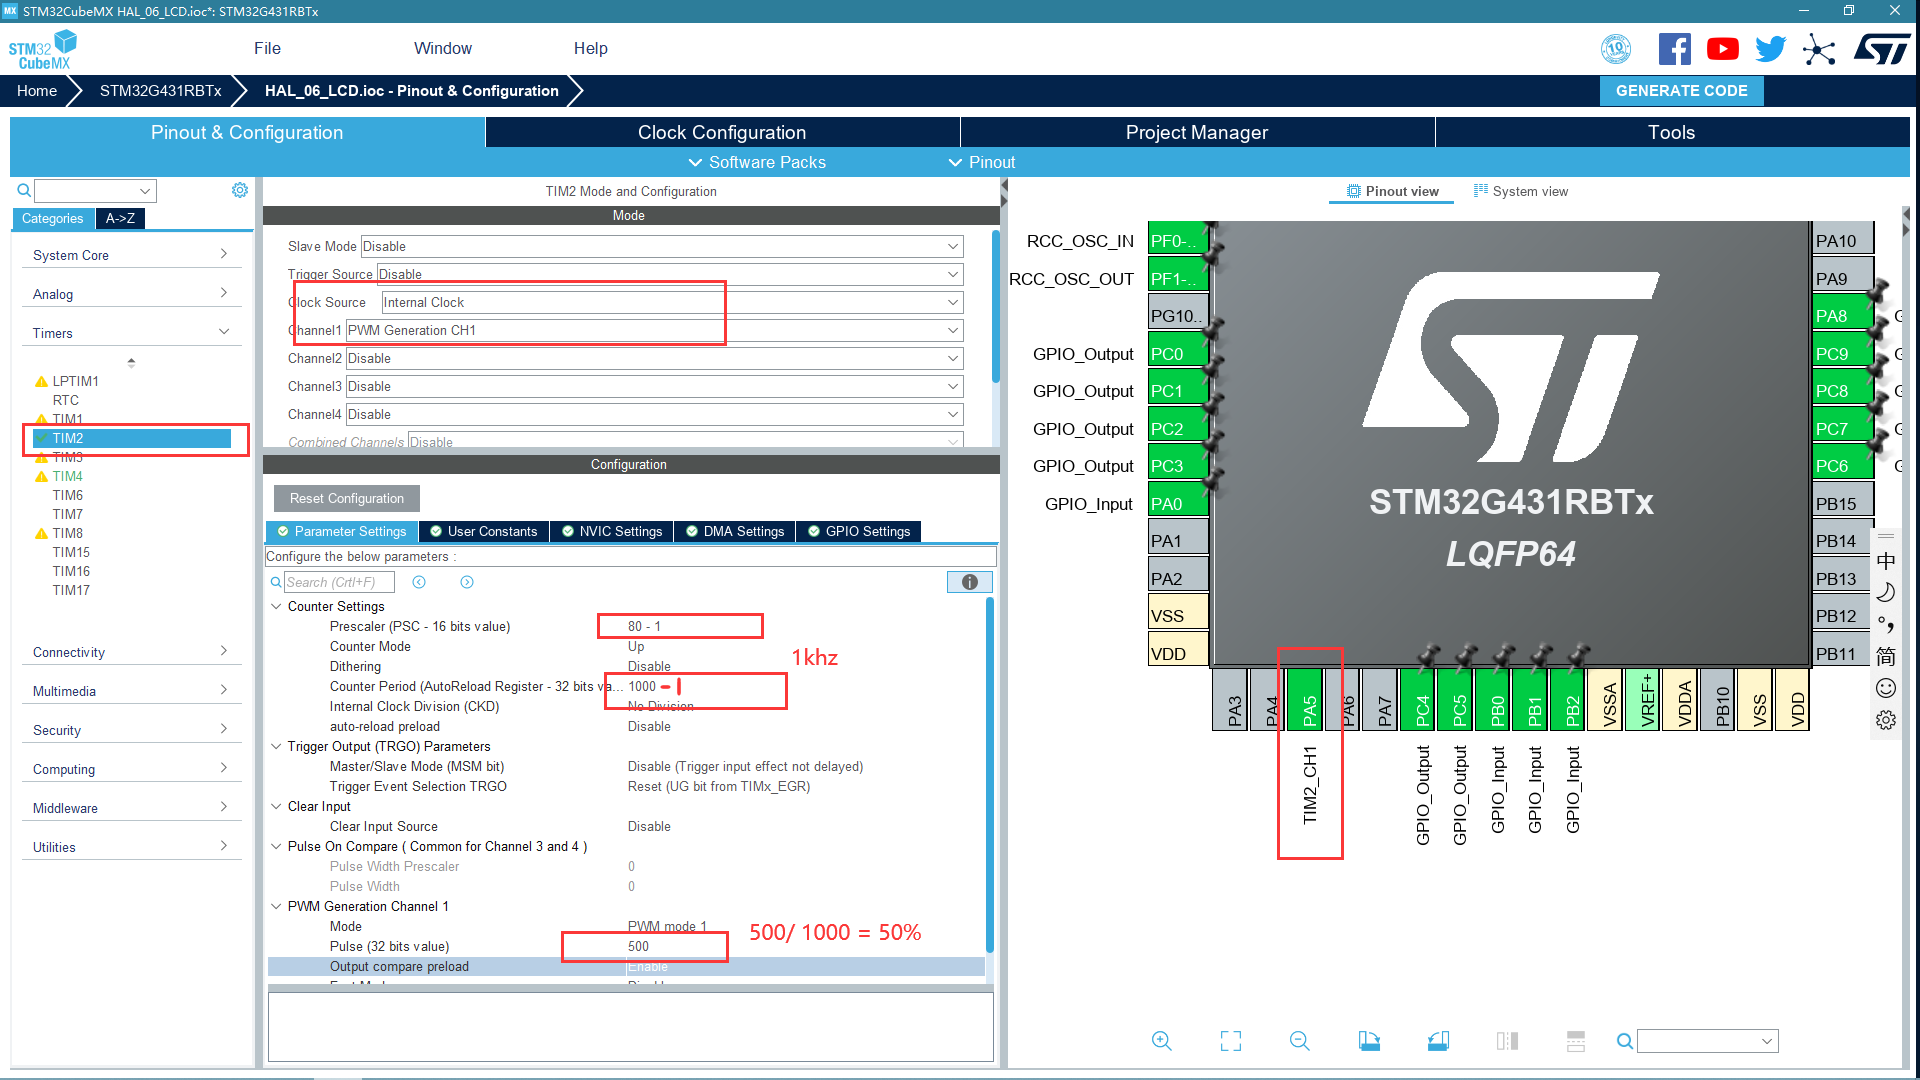 MX STM32CubeMX HAL_06_LCD.ioc*: STM32G431RBTx
STM32 CubeMX
File Window Help
10
Home STM32G431RBTx HAL_06_LCD.ioc - Pinout & Configuration GENERATE CODE
Pinout & Configuration Clock Configuration Project Manager Tools
Software Packs Pinout
Categories A->Z
System Core
Analog
Timers
LPTIM1
RTC
TIM1
TIM2
TIM3
TIM4
TIM6
TIM7
TIM8
TIM15
TIM16
TIM17
Connectivity
Multimedia
Security
Computing
Middleware
Utilities
TIM2 Mode and Configuration
Mode
Slave Mode Disable
Trigger Source Disable
Clock Source Internal Clock
Channel1 PWM Generation CH1
Channel2 Disable
Channel3 Disable
Channel4 Disable
Combined Channels Disable
Configuration
Reset Configuration
Parameter Settings User Constants NVIC Settings DMA Settings GPIO Settings
Configure the below parameters :
Search (Crtl+F)
Counter Settings
Prescaler (PSC - 16 bits value) 80 - 1
Counter Mode Up
Dithering Disable
1khz
Counter Period (AutoReload Register - 32 bits va... 1000 - 1
Internal Clock Division (CKD) No Division
auto-reload preload Disable
Trigger Output (TRGO) Parameters
Master/Slave Mode (MSM bit) Disable (Trigger input effect not delayed)
Trigger Event Selection TRGO Reset (UG bit from TIMx_EGR)
Clear Input
Clear Input Source Disable
Pulse On Compare ( Common for Channel 3 and 4 )
Pulse Width Prescaler 0
Pulse Width 0
PWM Generation Channel 1
Mode PWM mode 1
500/ 1000 = 50%
Pulse (32 bits value) 500
Output compare preload Enable
Pinout view System view
RCC_OSC_IN PF0-..
RCC_OSC_OUT PF1-..
PG10..
GPIO_Output PC0
GPIO_Output PC1
GPIO_Output PC2
GPIO_Output PC3
GPIO_Input PA0
PA1
PA2
VSS
VDD
STM32G431RBTx
LQFP64
PA10
PA9
PA8 G
PC9 G
PC8 G
PC7 G
PC6 G
PB15
PB14
PB13
PB12
PB11
PA3 PA4 PA5 PA6 PA7 PC4 PC5 PB0 PB1 PB2 VSSA VREF+ VDDA PB10 VSS VDD
TIM2_CH1 GPIO_Output GPIO_Output GPIO_Input GPIO_Input GPIO_Input
中
简